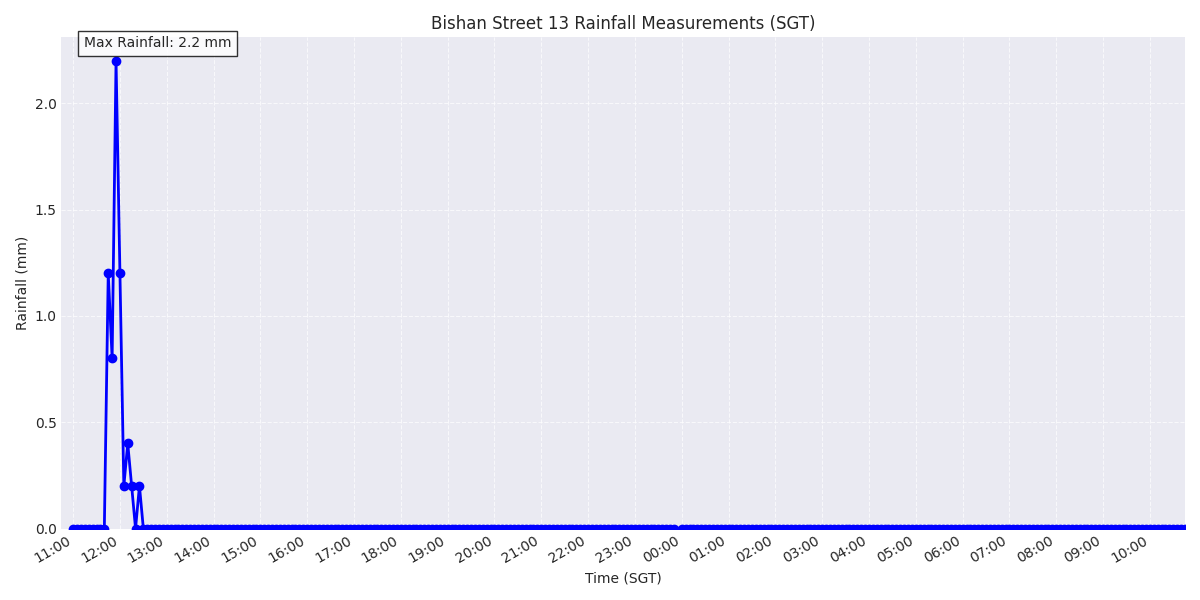 Bishan Street 13 Rainfall Measurements (SGT)
Max Rainfall: 2.2 mm
2.0
1.5
1.0
0.5
0.0
Rainfall (mm)
11:00 12:00 13:00 14:00 15:00 16:00 17:00 18:00 19:00 20:00 21:00 22:00 23:00 00:00 01:00 02:00 03:00 04:00 05:00 06:00 07:00 08:00 09:00 10:00
Time (SGT)